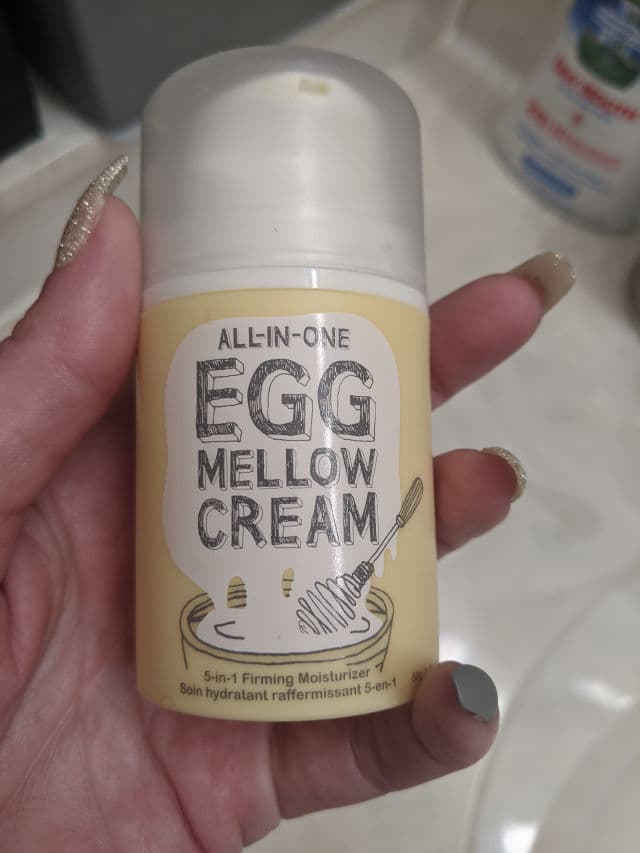 ALL-IN-ONE
EGG
MELLOW
CREAM
5-in-1 Firming Moisturizer
Soin hydratant raffermissant 5-en-1